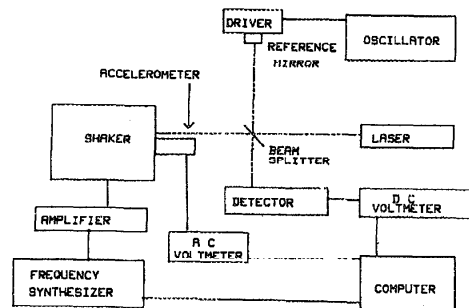 DRIVER
OSCILLATOR
REFERENCE
MIRROR
ACCELEROMETER
SHAKER
LASER
BEAM
SPLITTER
DETECTOR
D C
VOLTMETER
AMPLIFIER
A C
VOLTMETER
FREQUENCY
SYNTHESIZER
COMPUTER